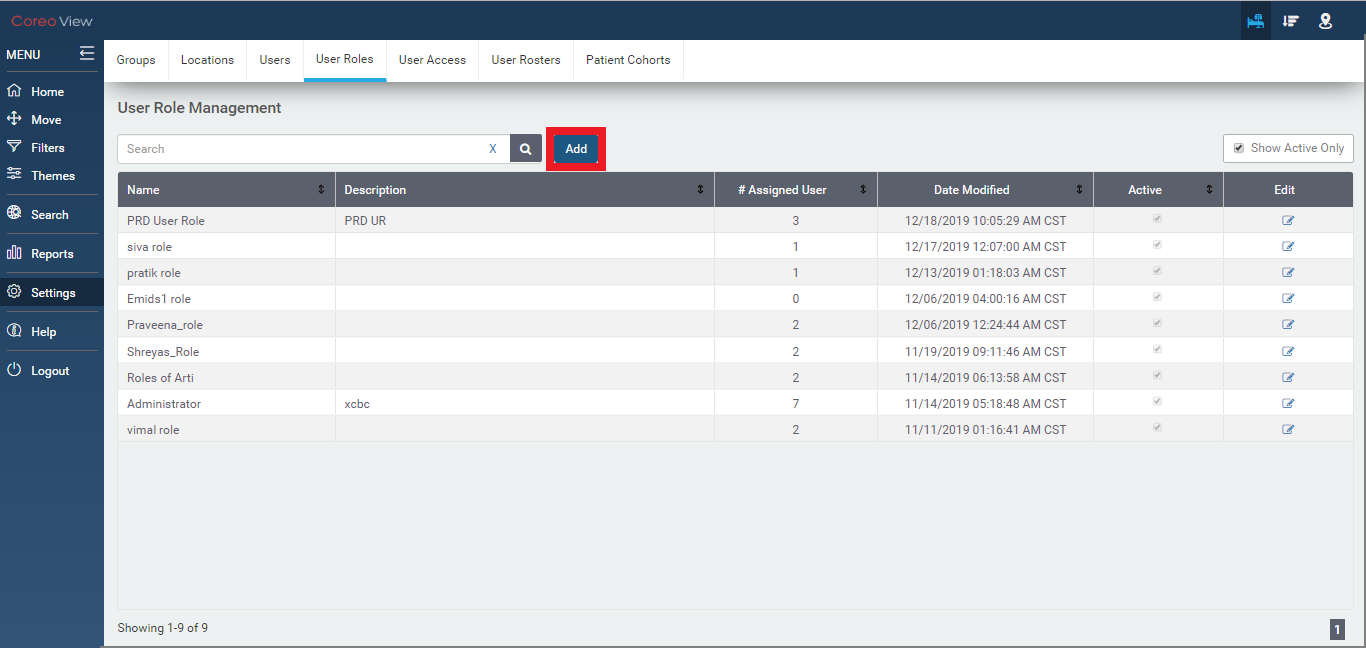 Coreo View
MENU
Home
Move
Filters
Themes
Search
Reports
Settings
Help
Logout
Groups Locations Users User Roles User Access User Rosters Patient Cohorts
User Role Management
Search X Add Show Active Only
Name Description # Assigned User Date Modified Active Edit
PRD User Role PRD UR 3 12/18/2019 10:05:29 AM CST
siva role 1 12/17/2019 12:07:00 AM CST
pratik role 1 12/13/2019 01:18:03 AM CST
Emids1 role 0 12/06/2019 04:00:16 AM CST
Praveena_role 2 12/06/2019 12:24:44 AM CST
Shreyas_Role 2 11/19/2019 09:11:46 AM CST
Roles of Arti 2 11/14/2019 06:13:58 AM CST
Administrator xcbc 7 11/14/2019 05:18:48 AM CST
vimal role 2 11/11/2019 01:16:41 AM CST
Showing 1-9 of 9 1